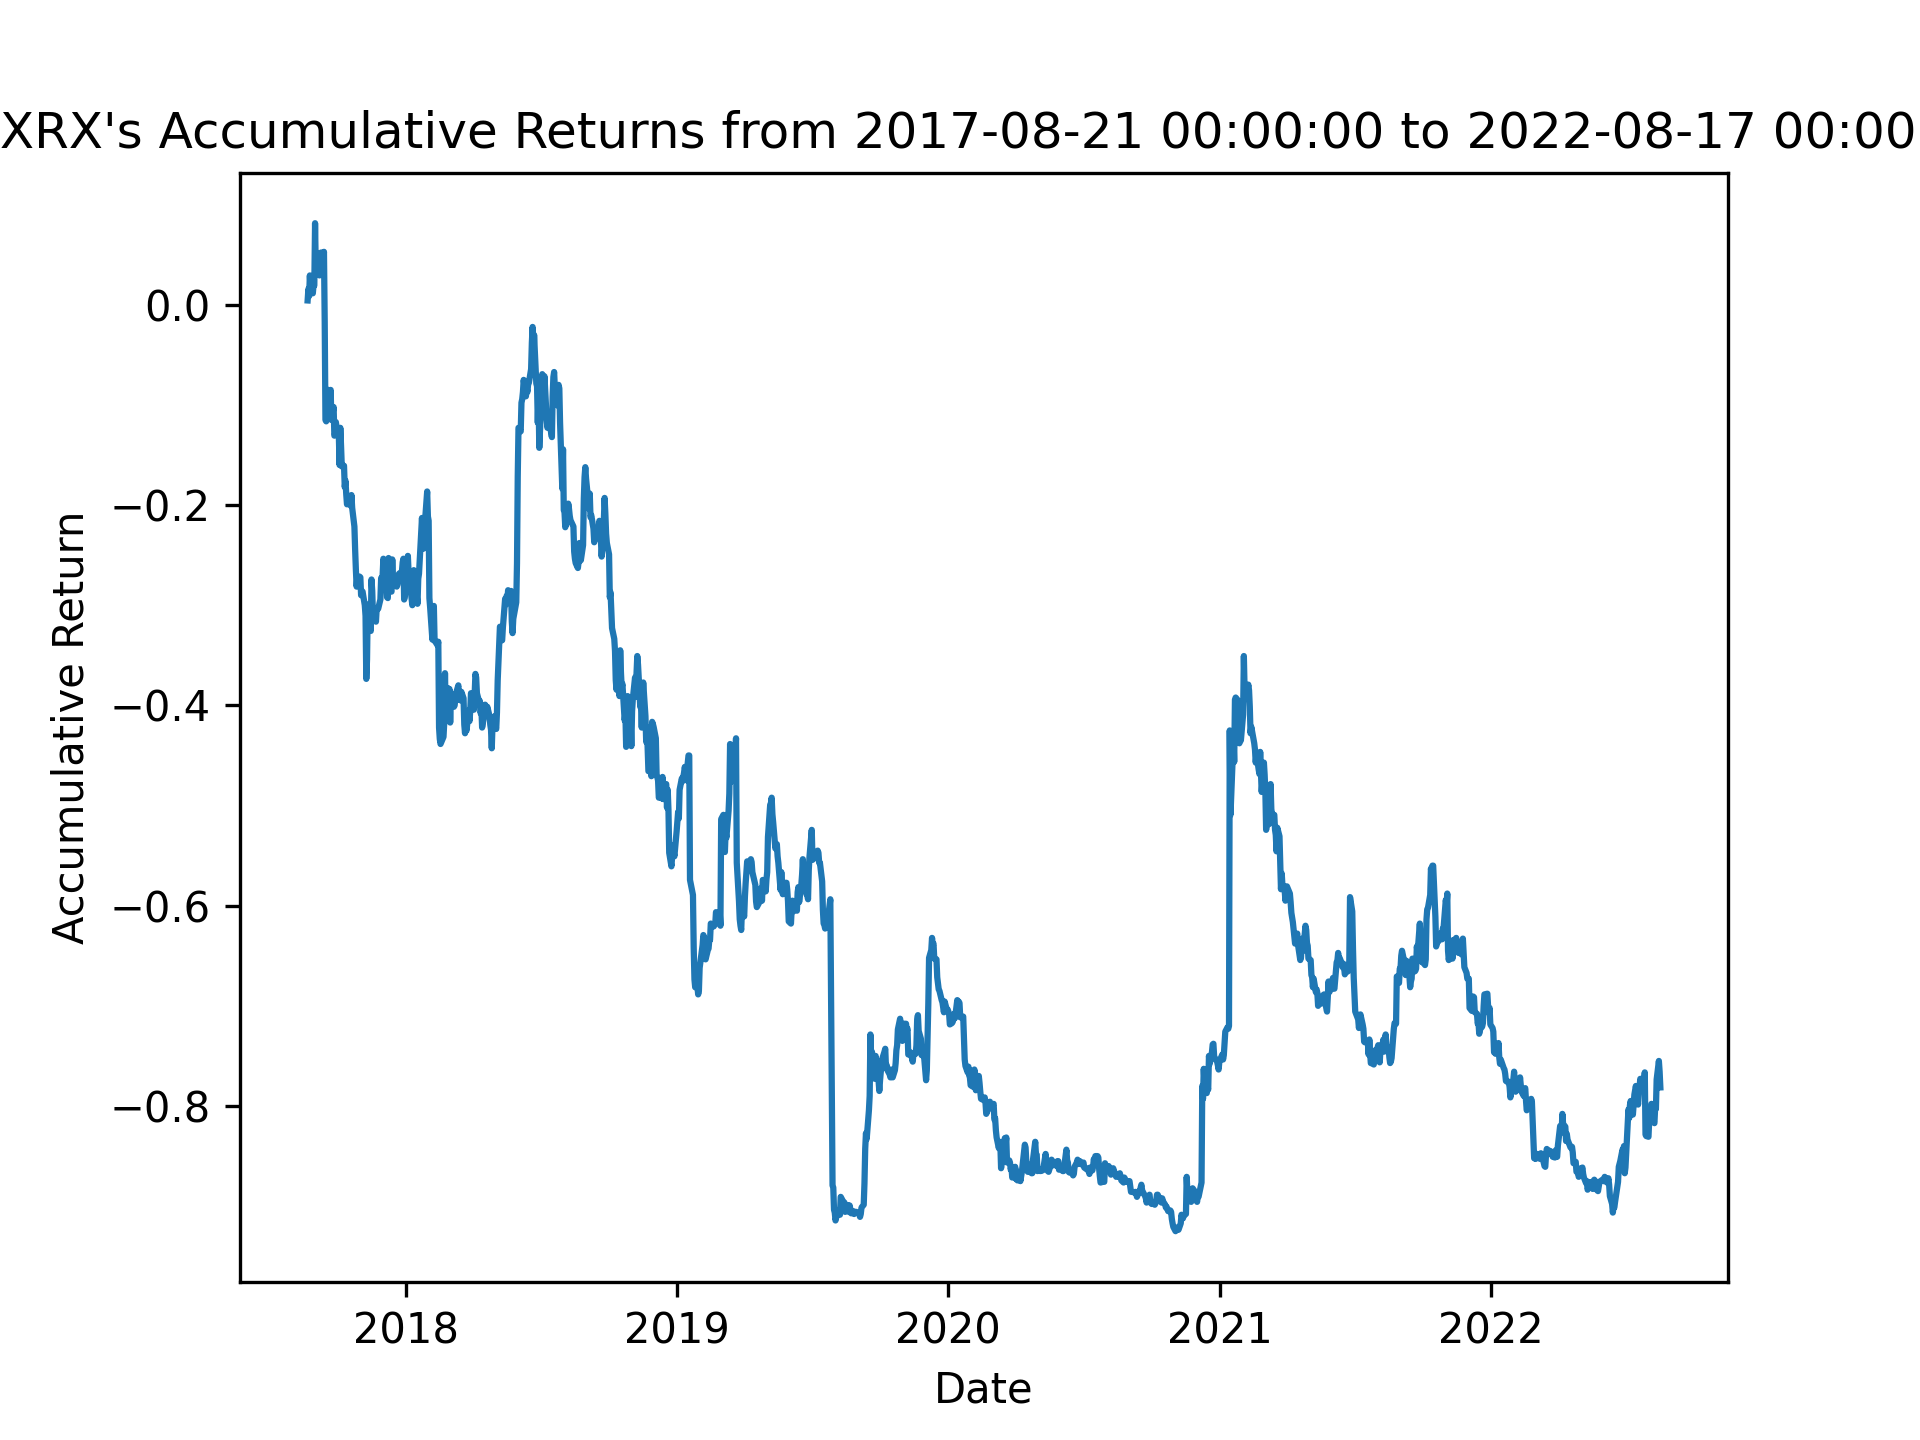 XRX's Accumulative Returns from 2017-08-21 00:00:00 to 2022-08-17 00:00
Accumulative Return
0.0
−0.2
−0.4
−0.6
−0.8
2018 2019 2020 2021 2022
Date